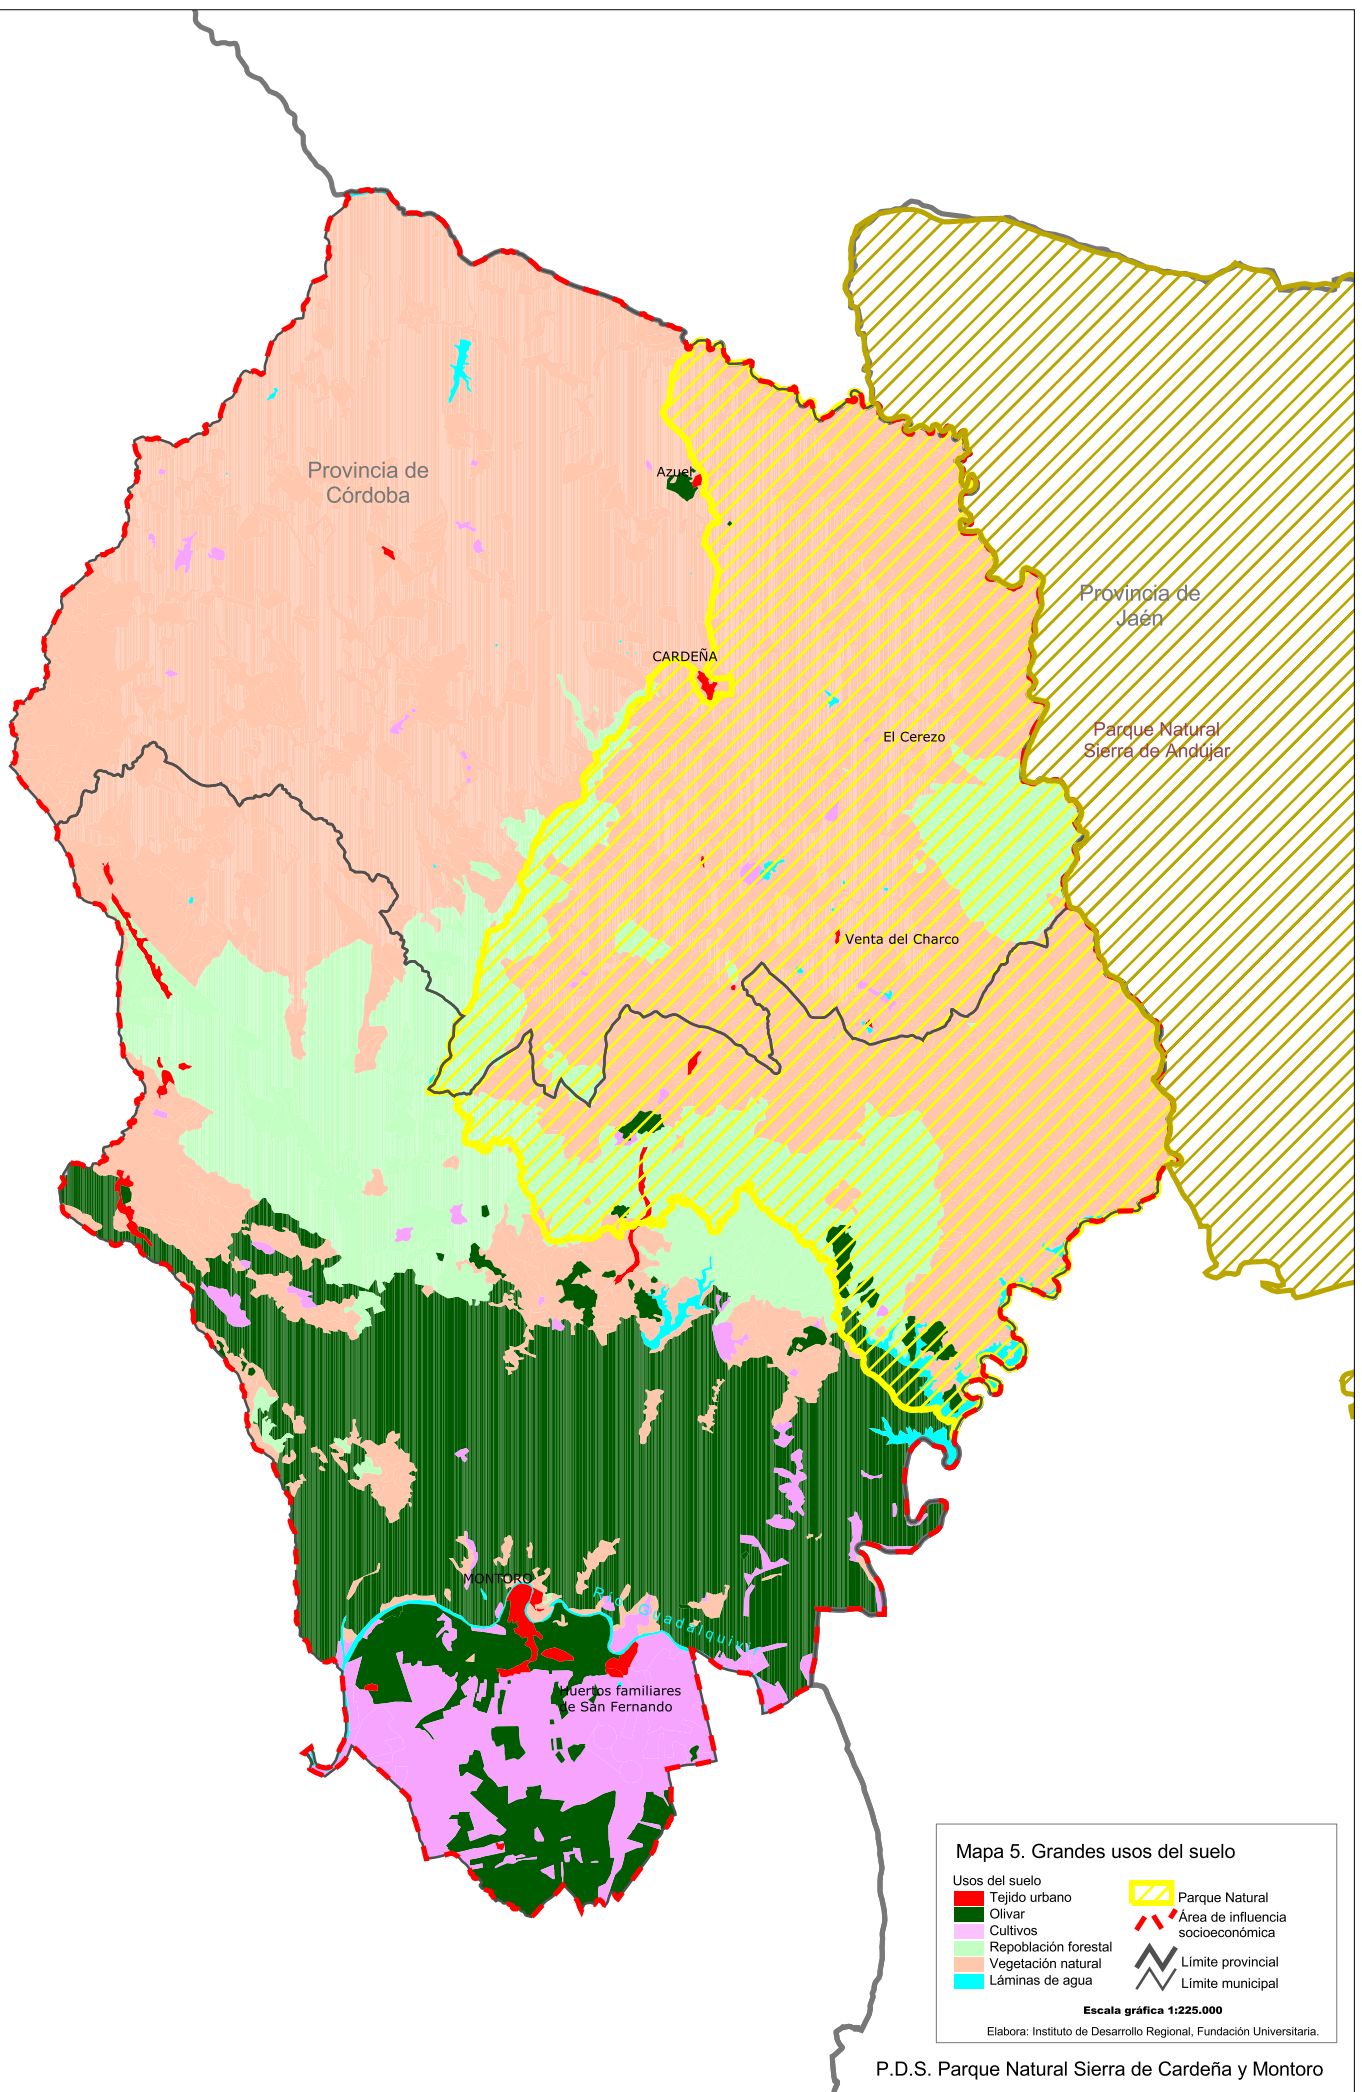 Provincia de
Córdoba
Azuel
Provincia de
Jaén
CARDEÑA
El Cerezo
Parque Natural
Sierra de Andújar
Venta del Charco
MONTORO
Río Guadalquivir
Huertos familiares
de San Fernando
Mapa 5. Grandes usos del suelo
Usos del suelo
Tejido urbano
Olivar
Cultivos
Repoblación forestal
Vegetación natural
Láminas de agua
Parque Natural
Área de influencia
socioeconómica
Límite provincial
Límite municipal
Escala gráfica 1:225.000
Elabora: Instituto de Desarrollo Regional, Fundación Universitaria.
P.D.S. Parque Natural Sierra de Cardeña y Montoro